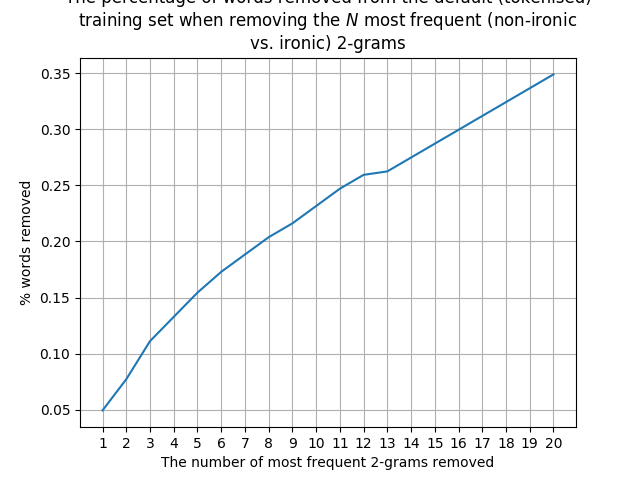 The percentage of words removed from the default (tokenised)
training set when removing the N most frequent (non-ironic
vs. ironic) 2-grams
0.35
0.30
0.25
0.20
0.15
0.10
0.05
% words removed
1 2 3 4 5 6 7 8 9 10 11 12 13 14 15 16 17 18 19 20
The number of most frequent 2-grams removed